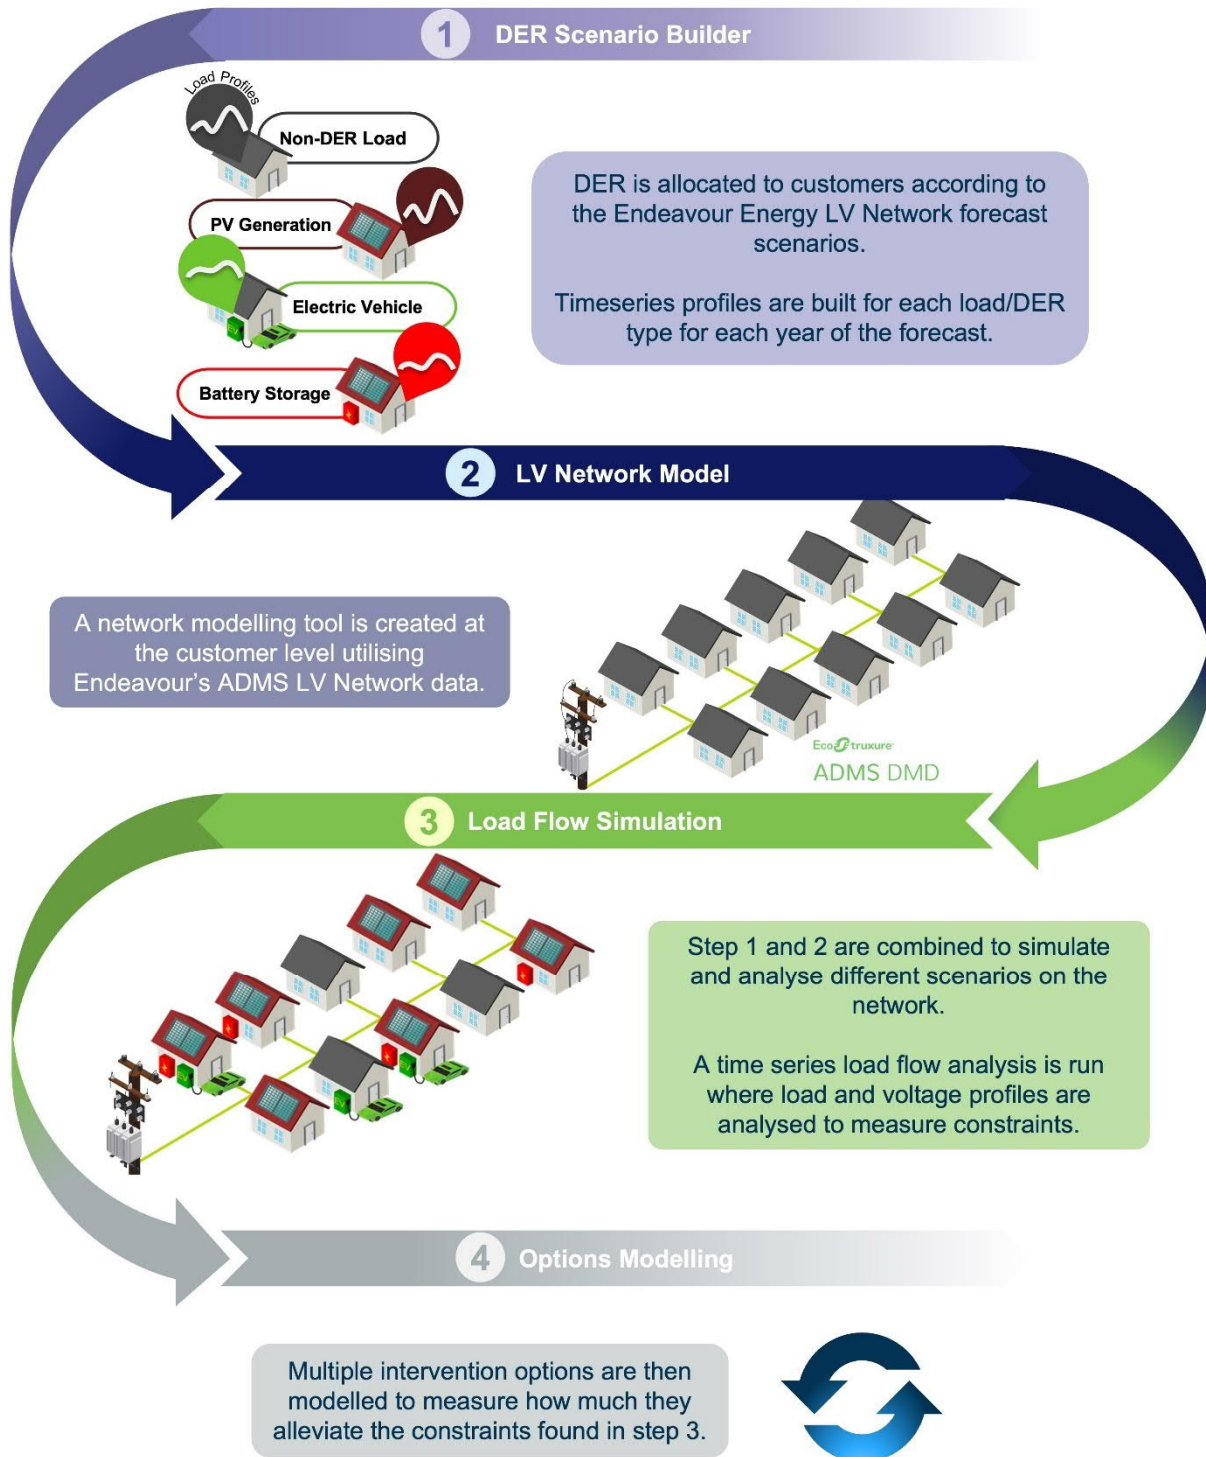 1 DER Scenario Builder
Load Profiles
Non-DER Load
PV Generation
Electric Vehicle
Battery Storage
DER is allocated to customers according to
the Endeavour Energy LV Network forecast
scenarios.
Timeseries profiles are built for each load/DER
type for each year of the forecast.
2 LV Network Model
A network modelling tool is created at
the customer level utilising
Endeavour's ADMS LV Network data.
EcoStruxure
ADMS DMD
3 Load Flow Simulation
Step 1 and 2 are combined to simulate
and analyse different scenarios on the
network.
A time series load flow analysis is run
where load and voltage profiles are
analysed to measure constraints.
4 Options Modelling
Multiple intervention options are then
modelled to measure how much they
alleviate the constraints found in step 3.